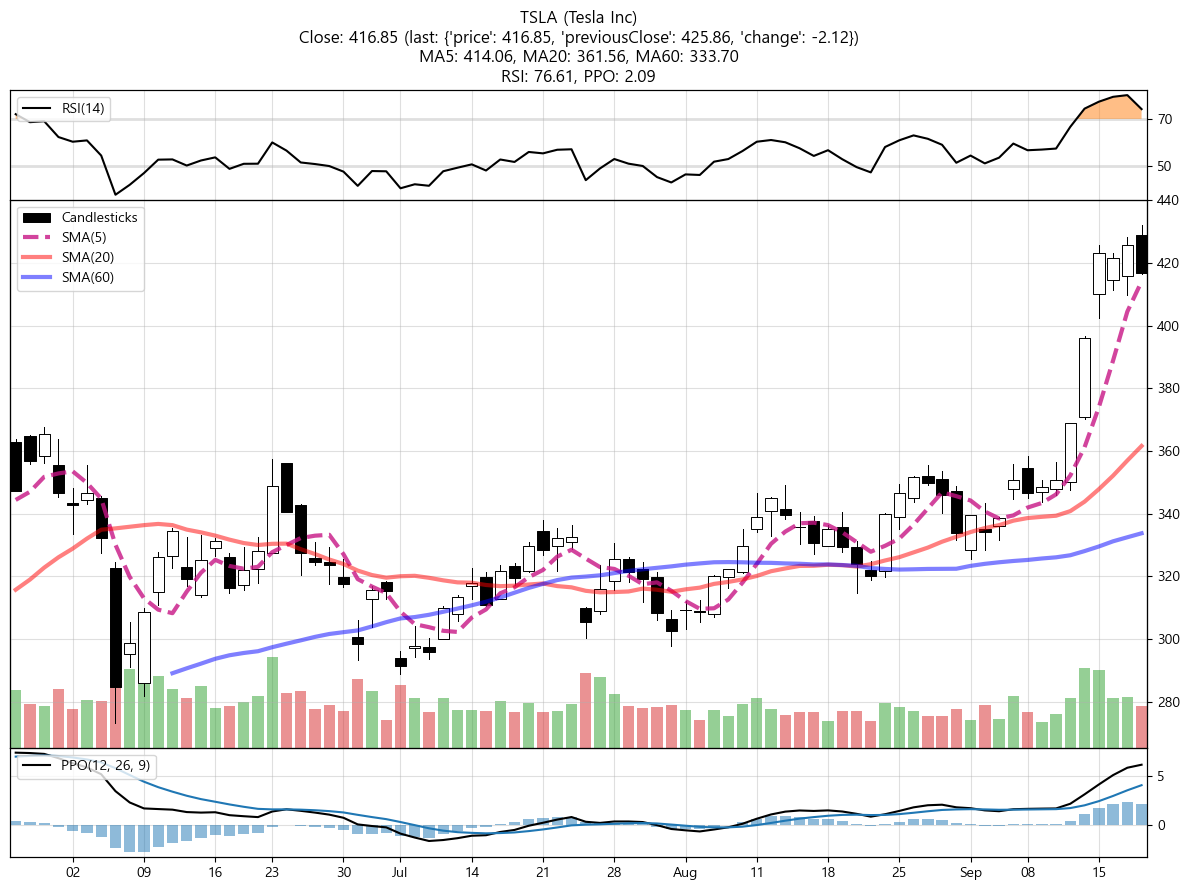 TSLA (Tesla Inc)
Close: 416.85 (last: {'price': 416.85, 'previousClose': 425.86, 'change': -2.12})
MA5: 414.06, MA20: 361.56, MA60: 333.70
RSI: 76.61, PPO: 2.09
RSI(14)
70
50
440
Candlesticks
SMA(5)
SMA(20)
SMA(60)
420
400
380
360
340
320
300
280
PPO(12, 26, 9)
5
0
02 09 16 23 30 Jul 14 21 28 Aug 11 18 25 Sep 08 15